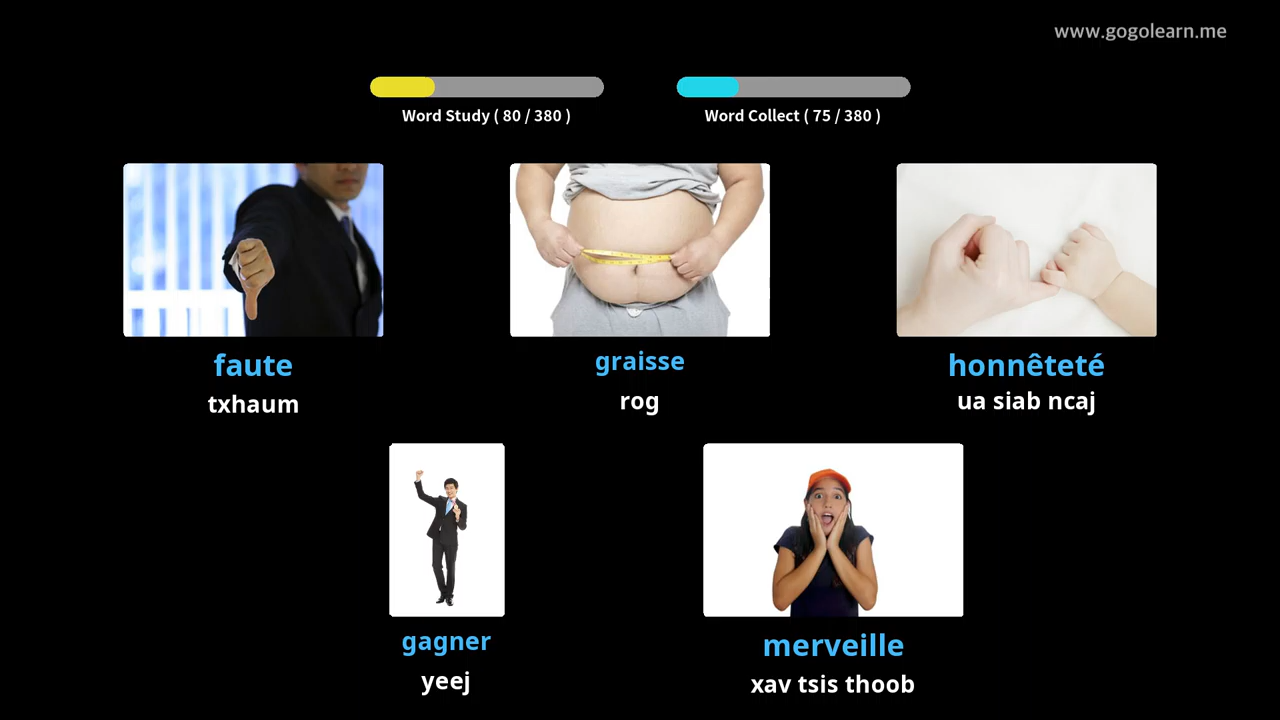 www.gogolearn.me
Word Study ( 80 / 380 )
Word Collect ( 75 / 380 )
faute
txhaum
graisse
rog
honnêteté
ua siab ncaj
gagner
yeej
merveille
xav tsis thoob